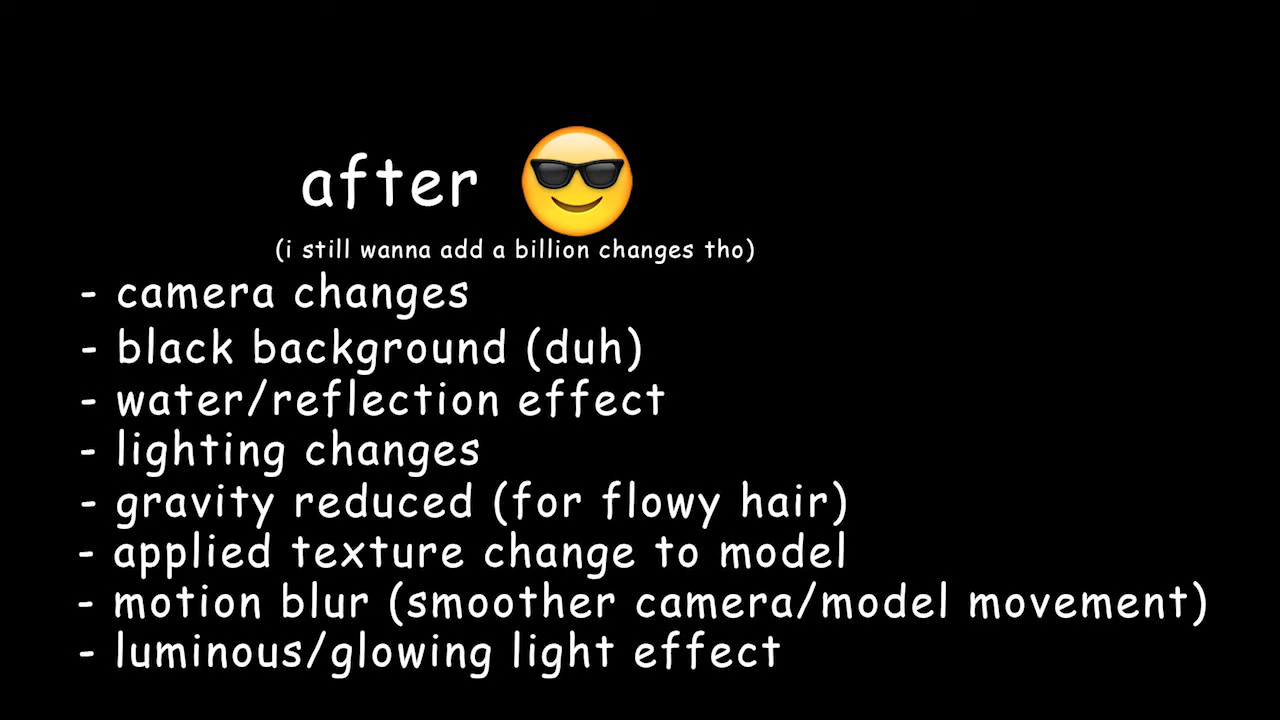 after 😎
(i still wanna add a billion changes tho)
- camera changes
- black background (duh)
- water/reflection effect
- lighting changes
- gravity reduced (for flowy hair)
- applied texture change to model
- motion blur (smoother camera/model movement)
- luminous/glowing light effect